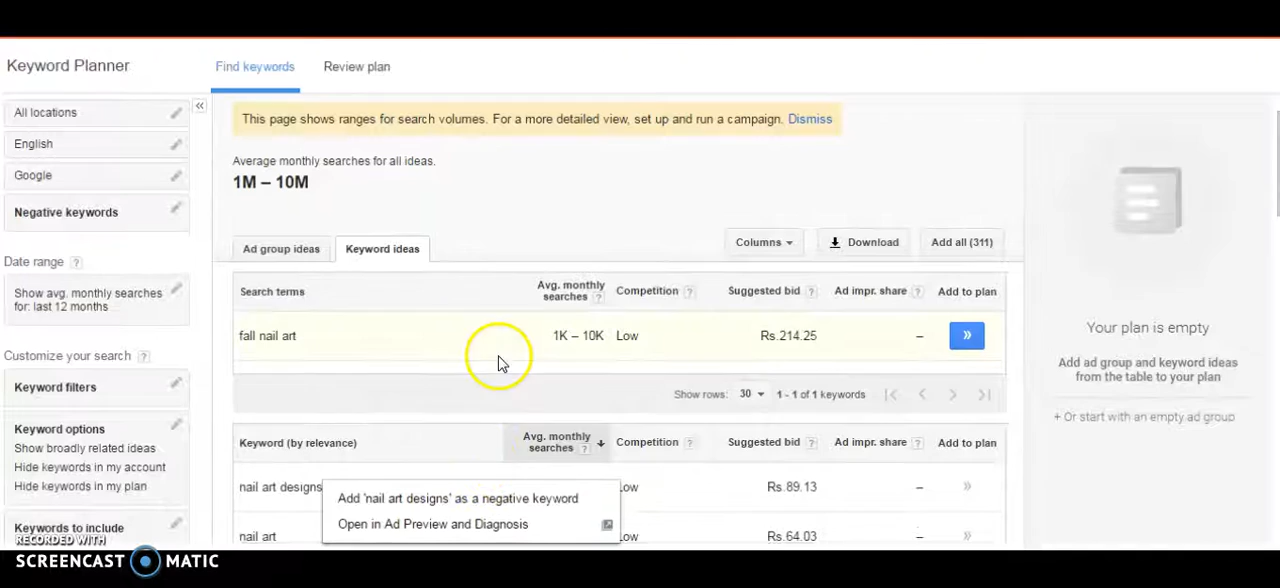 Keyword Planner
Find keywords
Review plan
All locations
English
Google
Negative keywords
Date range ?
Show avg. monthly searches
for: last 12 months
Customize your search ?
Keyword filters
Keyword options
Show broadly related ideas
Hide keywords in my account
Hide keywords in my plan
Keywords to include
«
This page shows ranges for search volumes. For a more detailed view, set up and run a campaign. Dismiss
Average monthly searches for all ideas.
1M – 10M
Ad group ideas
Keyword ideas
Columns
Download
Add all (311)
Search terms
Avg. monthly
searches ?
Competition ?
Suggested bid ?
Ad impr. share ?
Add to plan
fall nail art
1K – 10K
Low
Rs.214.25
–
»
Show rows: 30
1 - 1 of 1 keywords
Keyword (by relevance)
Avg. monthly
searches ?
Competition ?
Suggested bid ?
Ad impr. share ?
Add to plan
nail art designs
Low
Rs.89.13
–
»
Add 'nail art designs' as a negative keyword
Open in Ad Preview and Diagnosis
nail art
Low
Rs.64.03
–
»
Your plan is empty
Add ad group and keyword ideas
from the table to your plan
+ Or start with an empty ad group
RECORDED WITH
SCREENCAST MATIC